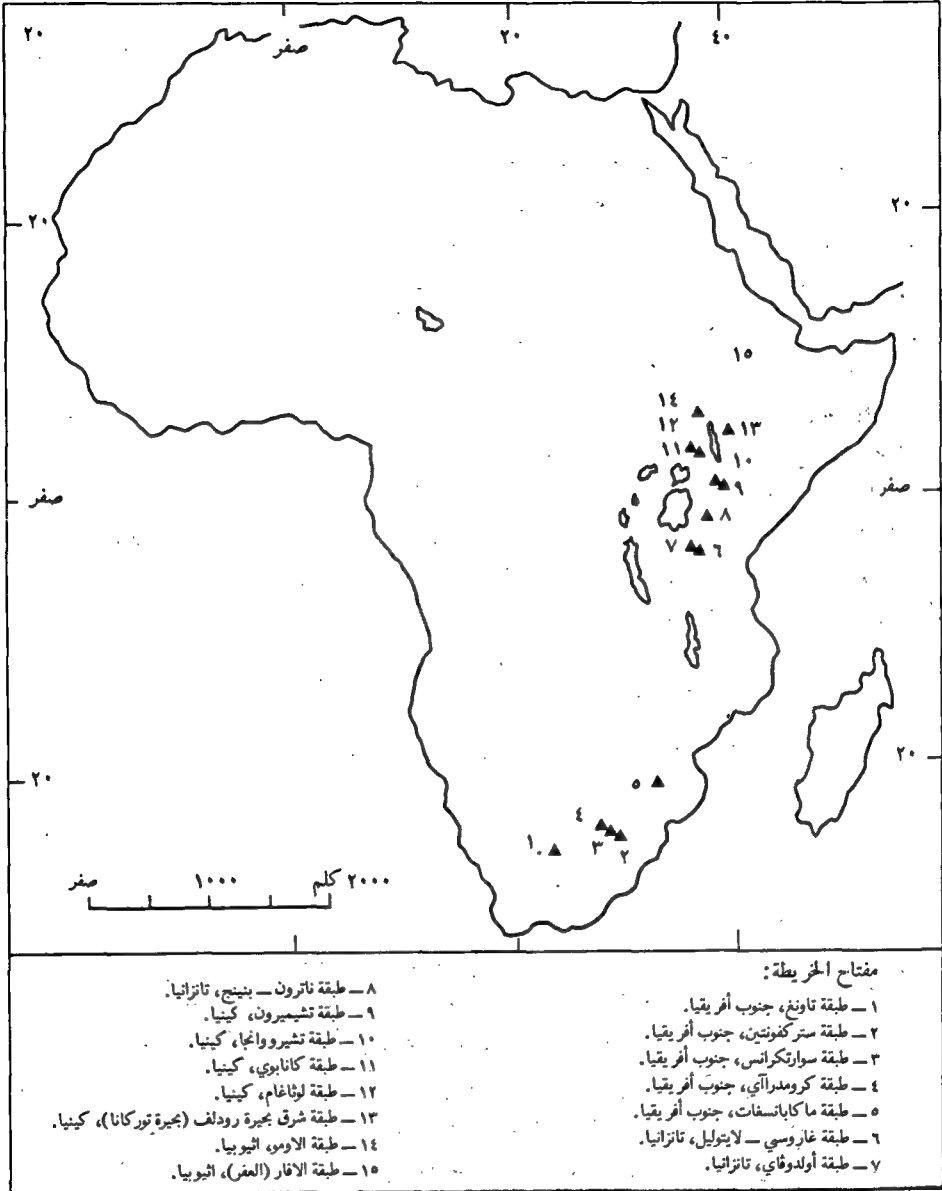 ٢٠ صفر ٢٠ ٤٠
٢٠ ٢٠
١٥
١٤
١٢ ١٣
١١ ١٠
٩
صفر صفر
٨
٧ ٦
٢٠ ٢٠
٥
٤
١ ٣ ٢
صفر ١٠٠٠ ٢٠٠٠ كلم
مفتاح الخريطة:
١ ــ طبقة تاونغ، جنوب أفريقيا.
٢ ــ طبقة ستركفونتين، جنوب أفريقيا.
٣ ــ طبقة سوارتكرانس، جنوب أفريقيا.
٤ ــ طبقة كرومدراآي، جنوب أفريقيا.
٥ ــ طبقة ماكابانسغات، جنوب أفريقيا.
٦ ــ طبقة غاروسي ــ لايتوليل، تانزانيا.
٧ ــ طبقة أولدوڤاي، تانزانيا.
٨ ــ طبقة ناترون ــ بنينج، تانزانيا.
٩ ــ طبقة تشيميرون، كينيا.
١٠ ــ طبقة تشيرووانجا، كينيا.
١١ ــ طبقة كانابوي، كينيا.
١٢ ــ طبقة لوثاغام، كينيا.
١٣ ــ طبقة شرق بحيرة رودلف (بحيرة توركانا)، كينيا.
١٤ ــ طبقة الاومو، اثيوبيا.
١٥ ــ طبقة الافار (العفر)، اثيوبيا.